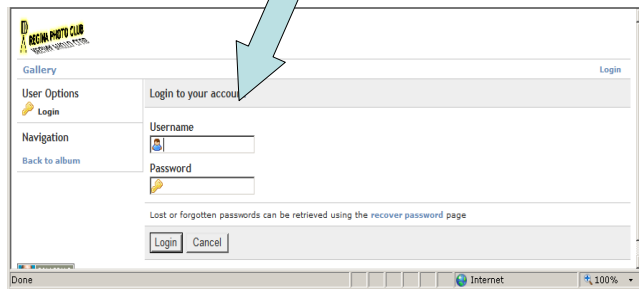 REGINA PHOTO CLUB
Gallery
Login
User Options
Login
Navigation
Back to album
Login to your accou
Username
Password
Lost or forgotten passwords can be retrieved using the recover password page
Login Cancel
Done
Internet
100%